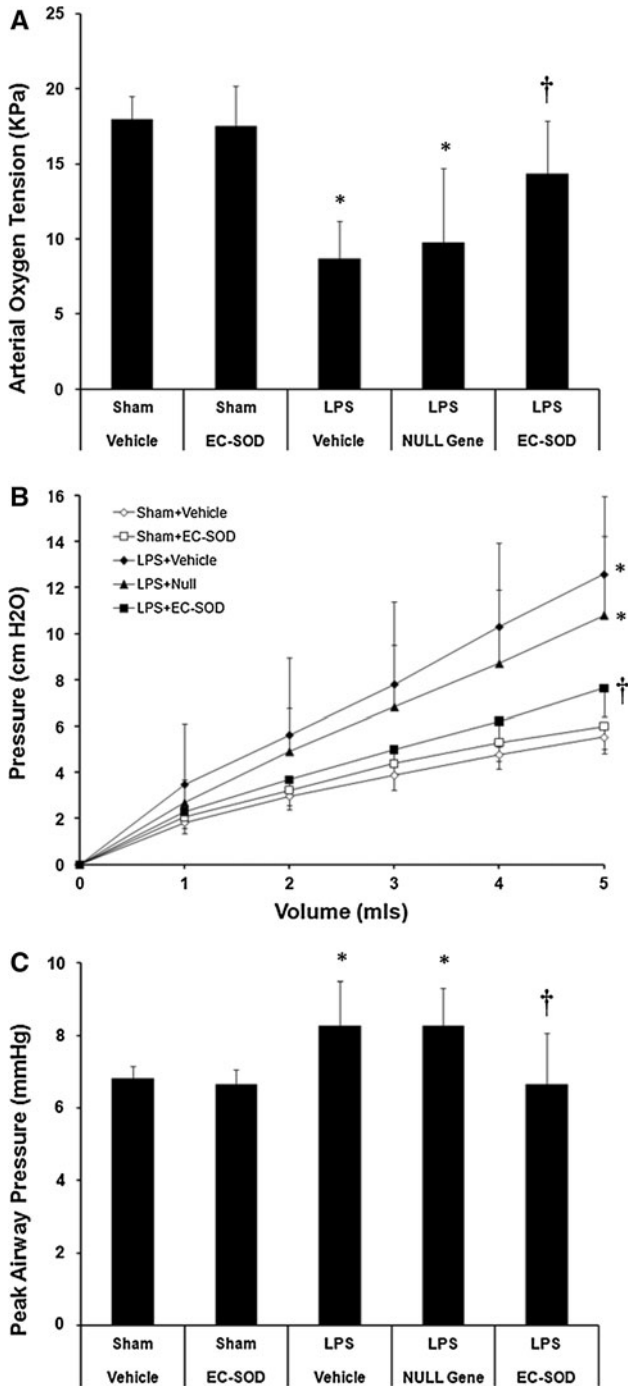 A
Arterial Oxygen Tension (KPa)
25
20
15
10
5
0
*
*
†
Sham Sham LPS LPS LPS
Vehicle EC-SOD Vehicle NULL Gene EC-SOD
B
Pressure (cm H2O)
16
14
12
10
8
6
4
2
0
Sham+Vehicle
Sham+EC-SOD
LPS+Vehicle
LPS+Null
LPS+EC-SOD
*
*
†
0 1 2 3 4 5
Volume (mls)
C
Peak Airway Pressure (mmHg)
10
8
6
4
2
0
*
*
†
Sham Sham LPS LPS LPS
Vehicle EC-SOD Vehicle NULL Gene EC-SOD